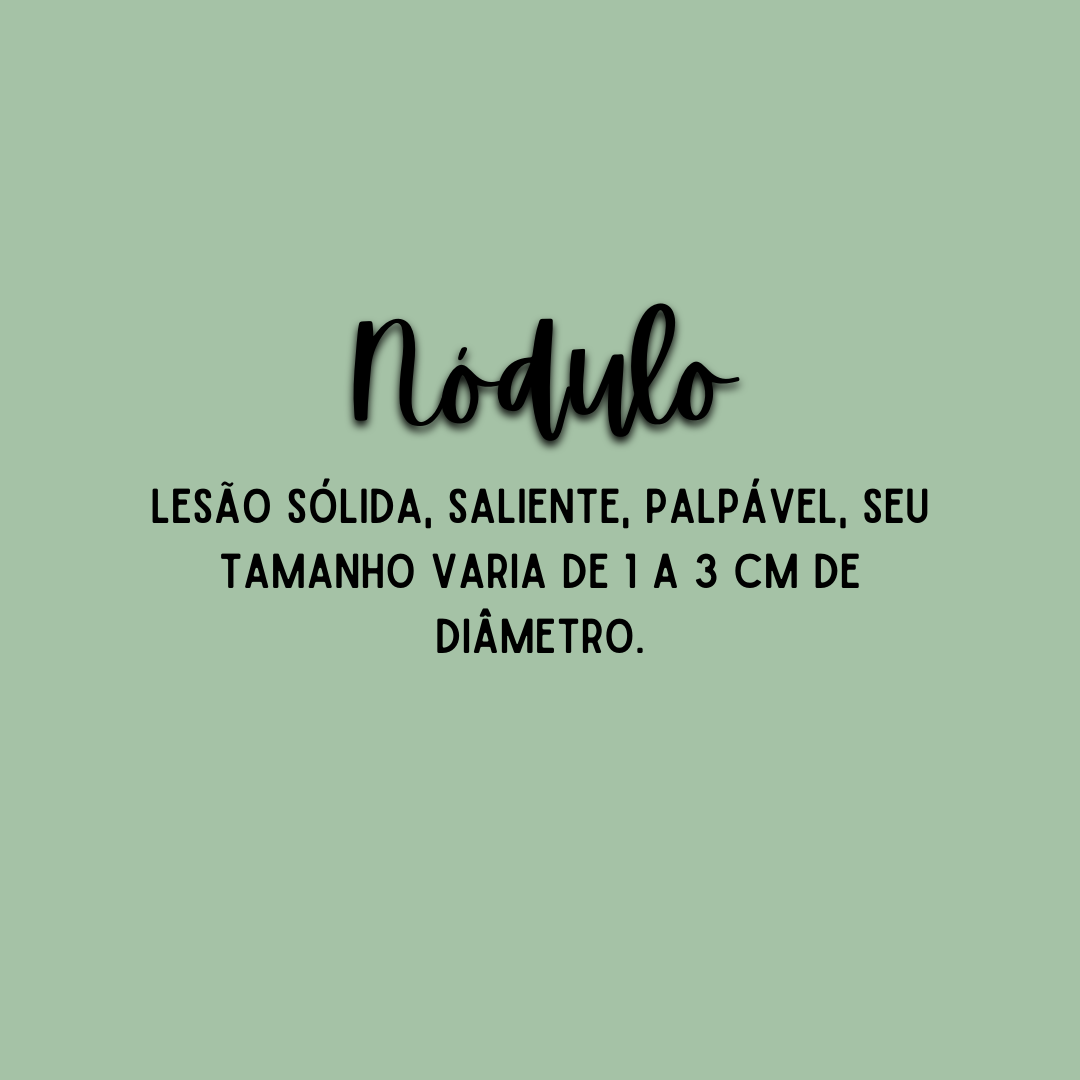 Nódulo
LESÃO SÓLIDA, SALIENTE, PALPÁVEL, SEU
TAMANHO VARIA DE 1 A 3 CM DE
DIÂMETRO.